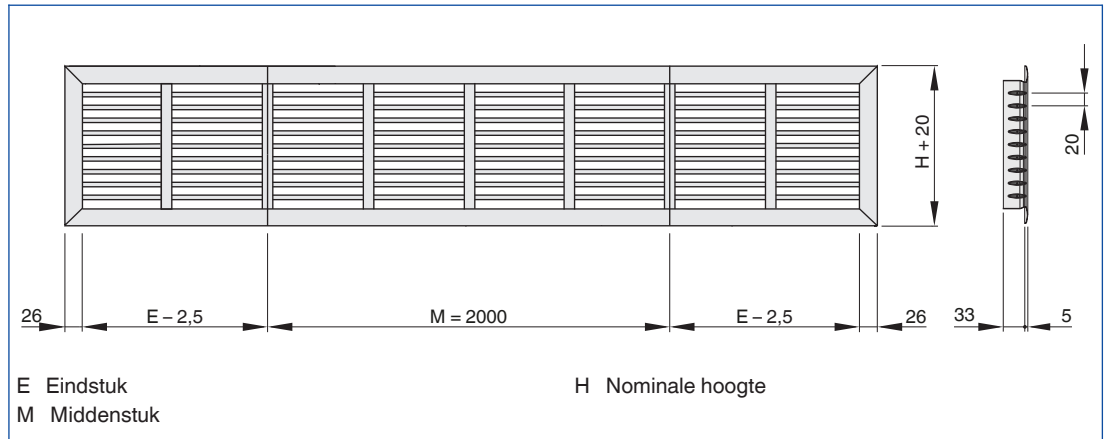 H + 20
20
26
E – 2,5
M = 2000
E – 2,5
26
33
5
E Eindstuk
H Nominale hoogte
M Middenstuk